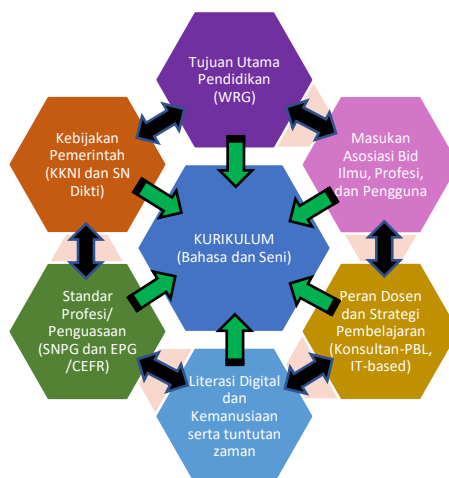 Tujuan Utama
Pendidikan
(WRG)
Kebijakan
Pemerintah
(KKNI dan SN
Dikti)
Masukan
Asosiasi Bid
Ilmu, Profesi,
dan Pengguna
KURIKULUM
(Bahasa dan Seni)
Standar
Profesi/
Penguasaan
(SNPG dan EPG
/CEFR)
Peran Dosen
dan Strategi
Pembelajaran
(Konsultan-PBL,
IT-based)
Literasi Digital
dan
Kemanusiaan
serta tuntutan
zaman